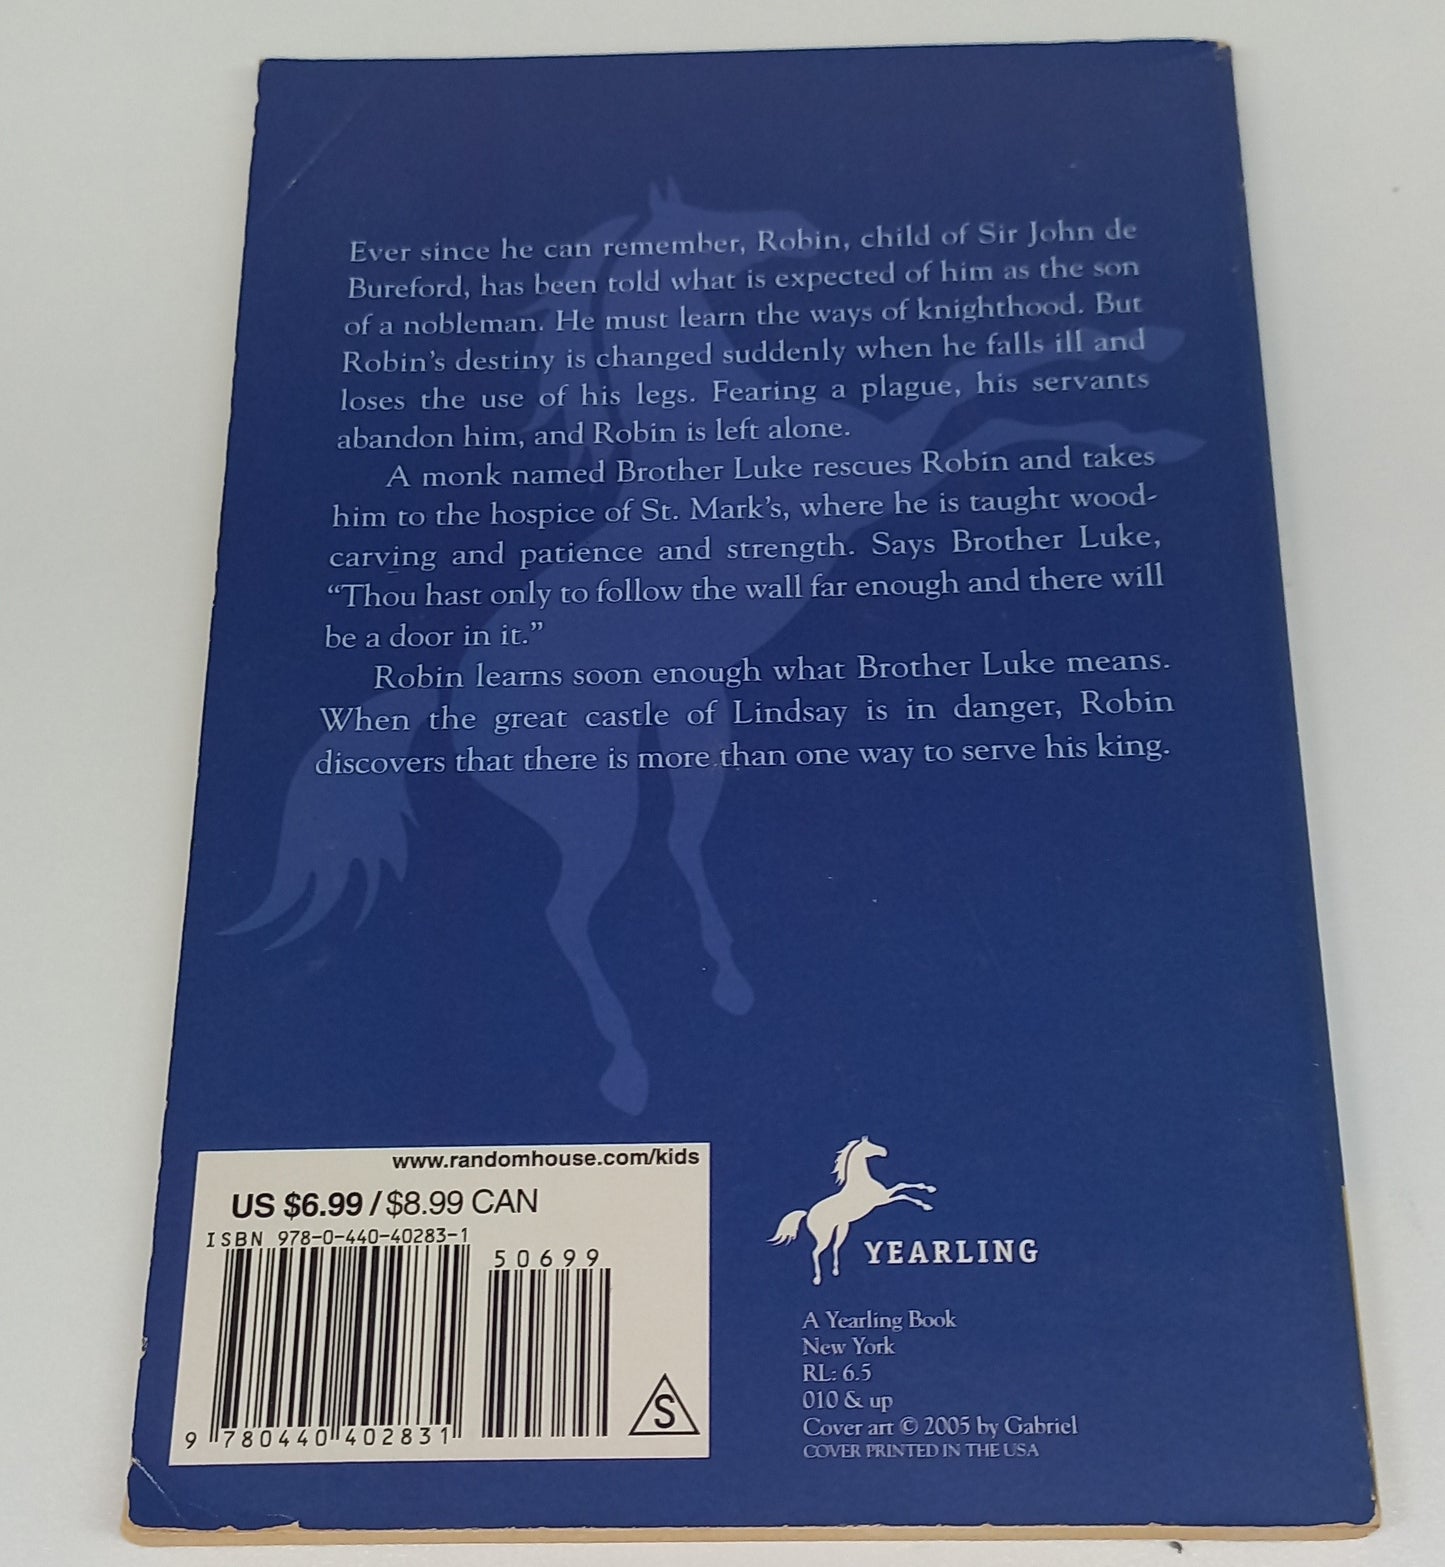 Ever since he can remember, Robin, child of Sir John de
Bureford, has been told what is expected of him as the son
of a nobleman. He must learn the ways of knighthood. But
Robin's destiny is changed suddenly when he falls ill and
loses the use of his legs. Fearing a plague, his servants
abandon him, and Robin is left alone.
A monk named Brother Luke rescues Robin and takes
him to the hospice of St. Mark's, where he is taught wood-
carving and patience and strength. Says Brother Luke,
“Thou hast only to follow the wall far enough and there will
be a door in it.”
Robin learns soon enough what Brother Luke means.
When the great castle of Lindsay is in danger, Robin
discovers that there is more than one way to serve his king.
www.randomhouse.com/kids
US $6.99 / $8.99 CAN
ISBN 978-0-440-40283-1
50699
9 780440 402831
S
YEARLING
A Yearling Book
New York
RL: 6.5
010 & up
Cover art © 2005 by Gabriel
COVER PRINTED IN THE USA